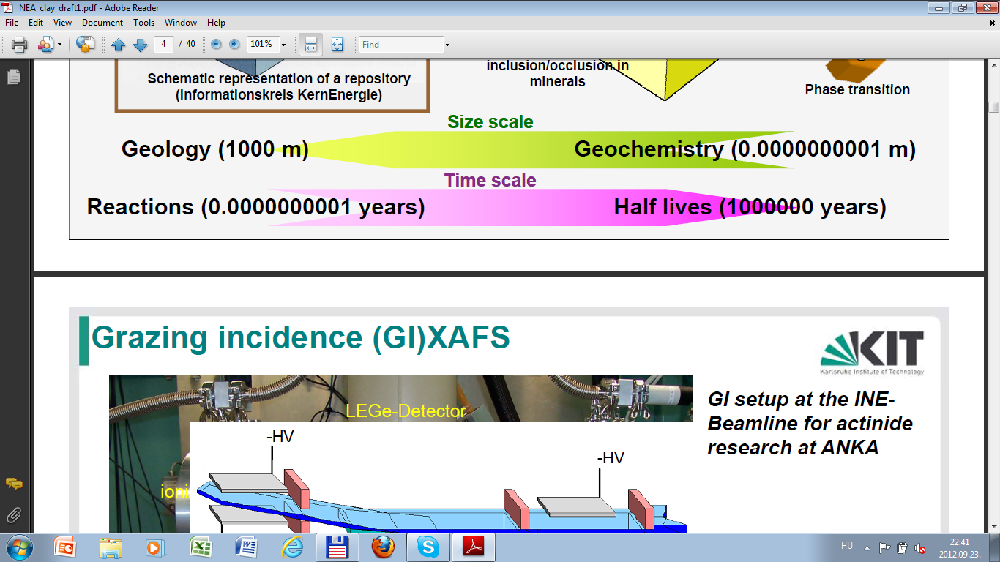 NEA_clay_draft1.pdf - Adobe Reader
File Edit View Document Tools Window Help
4 / 40 101% Find
Schematic representation of a repository
(Informationskreis KernEnergie)
inclusion/occlusion in
minerals
Phase transition
Size scale
Geology (1000 m)
Geochemistry (0.0000000001 m)
Time scale
Reactions (0.0000000001 years)
Half lives (1000000 years)
Grazing incidence (GI)XAFS
KIT
Karlsruhe Institute of Technology
LEGe-Detector
GI setup at the INE-
Beamline for actinide
research at ANKA
-HV
-HV
HU
22:41
2012.09.23.